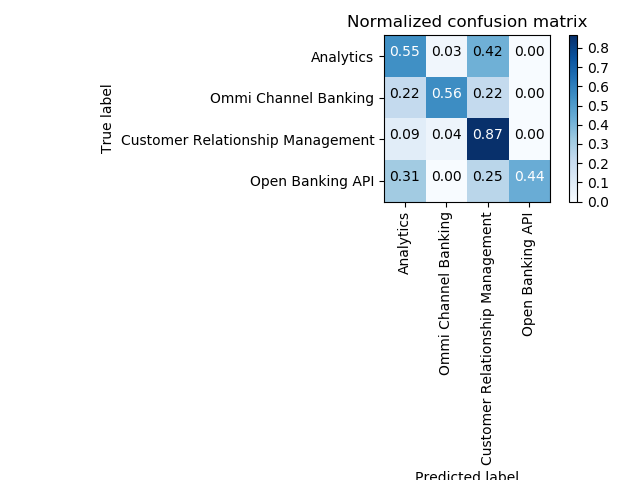 Normalized confusion matrix
True label
Analytics 0.55 0.03 0.42 0.00
Ommi Channel Banking 0.22 0.56 0.22 0.00
Customer Relationship Management 0.09 0.04 0.87 0.00
Open Banking API 0.31 0.00 0.25 0.44
0.8
0.7
0.6
0.5
0.4
0.3
0.2
0.1
0.0
Analytics
Ommi Channel Banking
Customer Relationship Management
Open Banking API
Predicted label